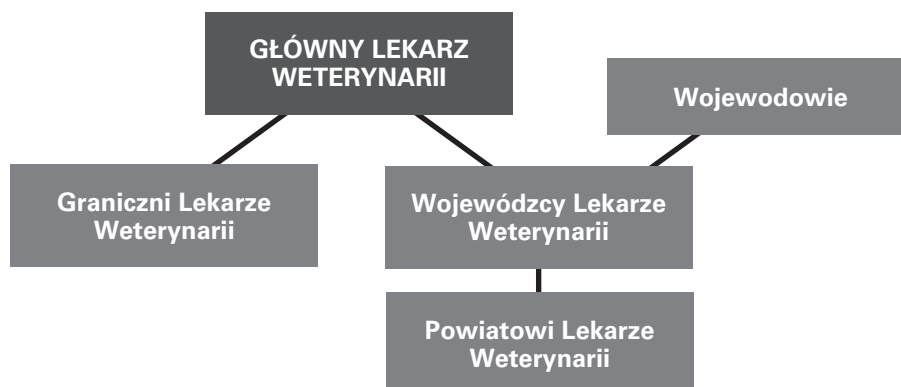 GŁÓWNY LEKARZ
WETERYNARII
Wojewodowie
Graniczni Lekarze
Weterynarii
Wojewódzcy Lekarze
Weterynarii
Powiatowi Lekarze
Weterynarii